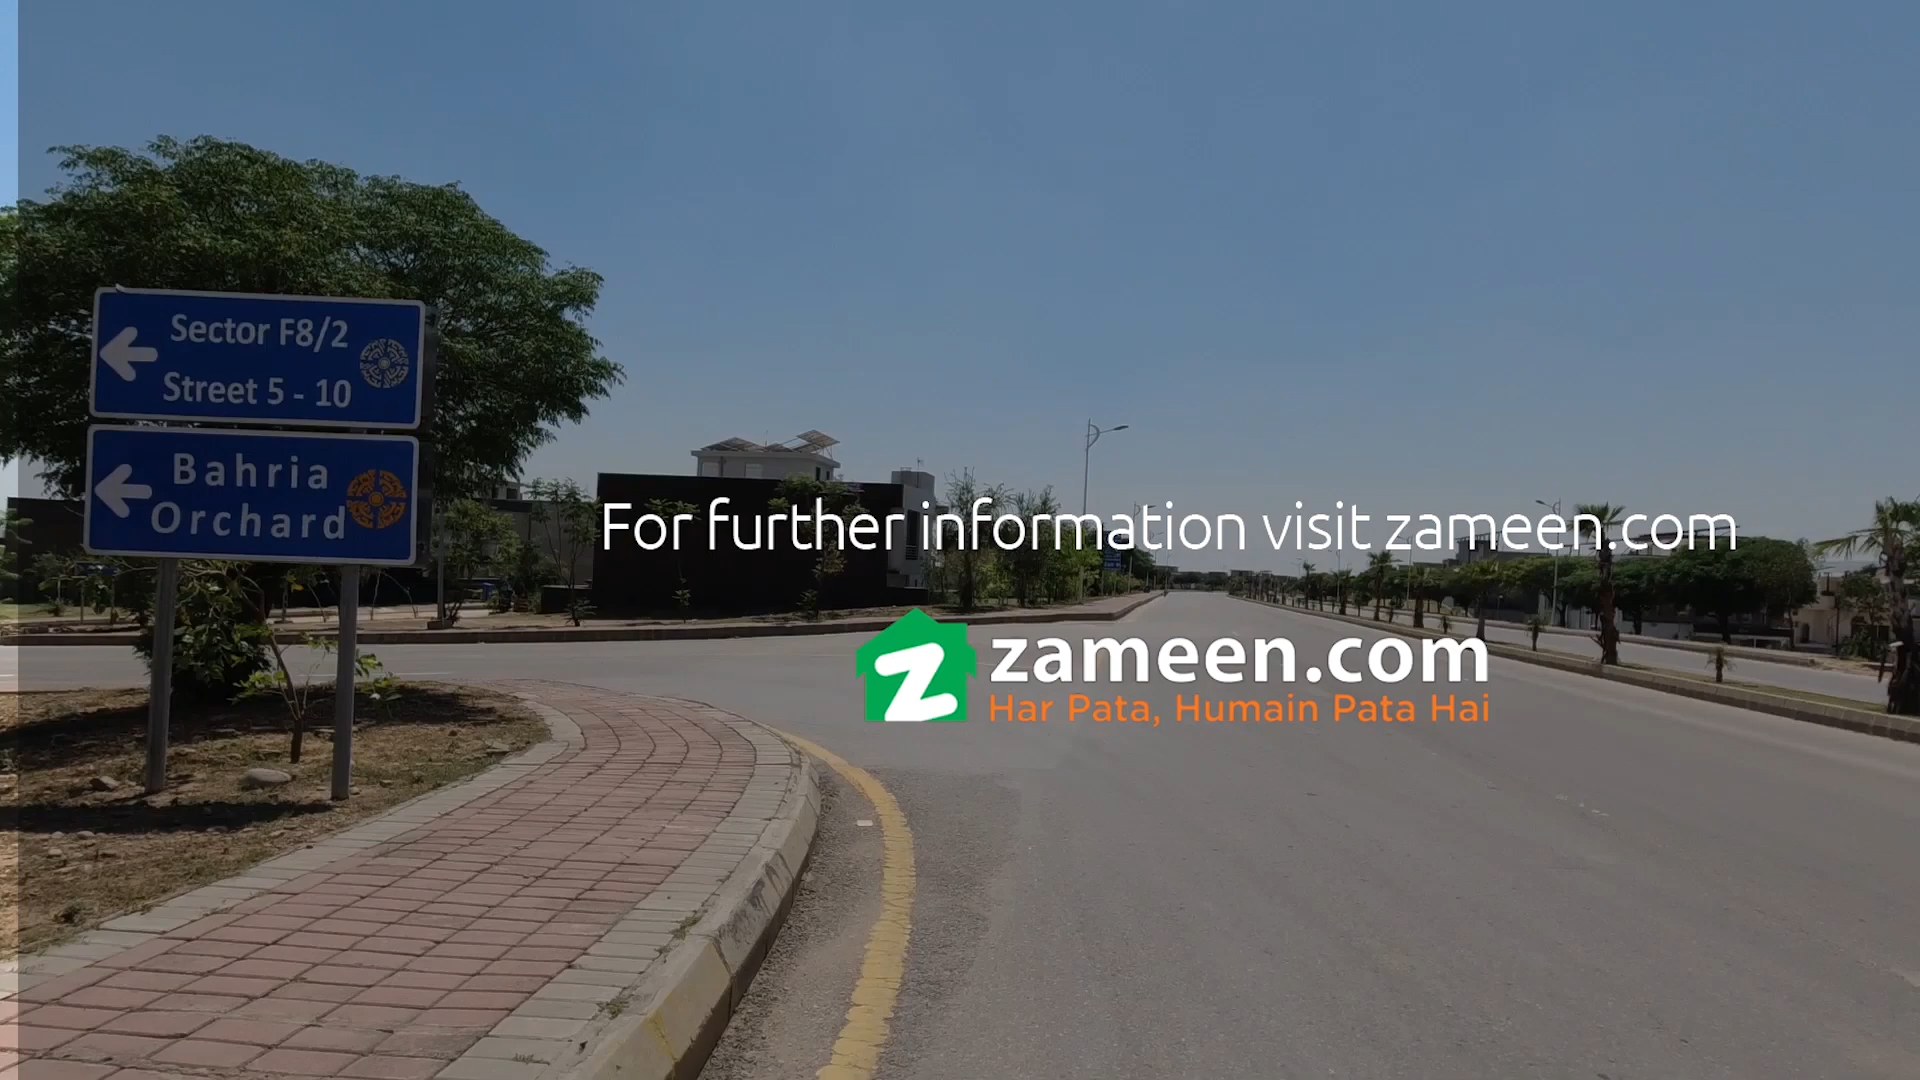 Sector F8/2
Street 5 - 10
Bahria
Orchard
For further information visit zameen.com
zameen.com
Har Pata, Humain Pata Hai